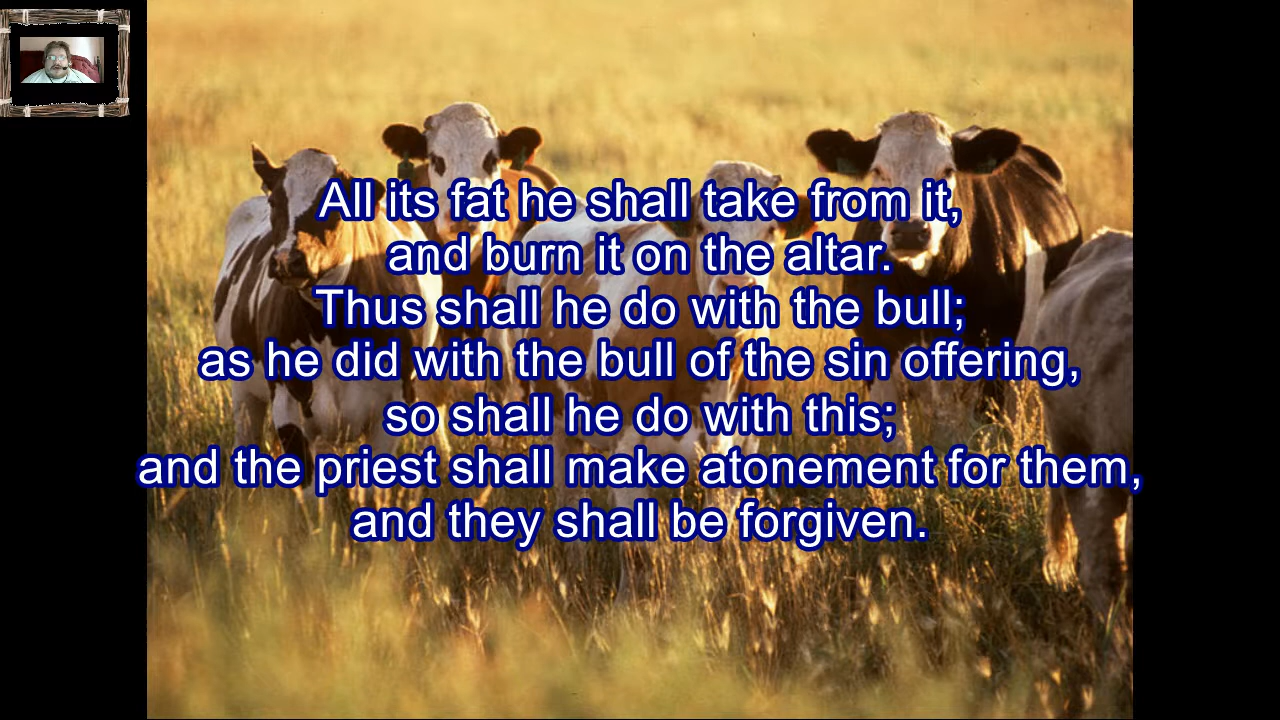 All its fat he shall take from it,
and burn it on the altar.
Thus shall he do with the bull;
as he did with the bull of the sin offering,
so shall he do with this;
and the priest shall make atonement for them,
and they shall be forgiven.